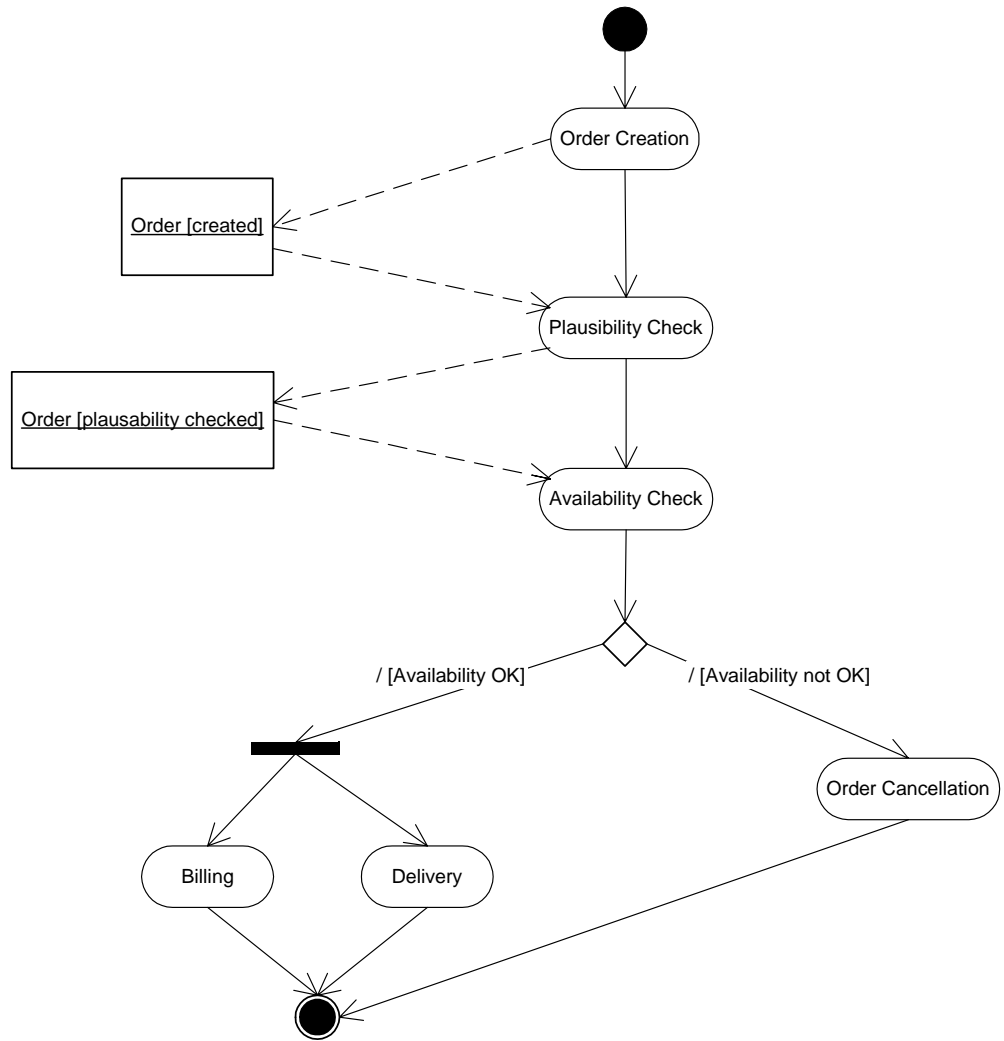 Order Creation
Order [created]
Plausibility Check
Order [plausability checked]
Availability Check
/ [Availability OK]
/ [Availability not OK]
Order Cancellation
Billing
Delivery